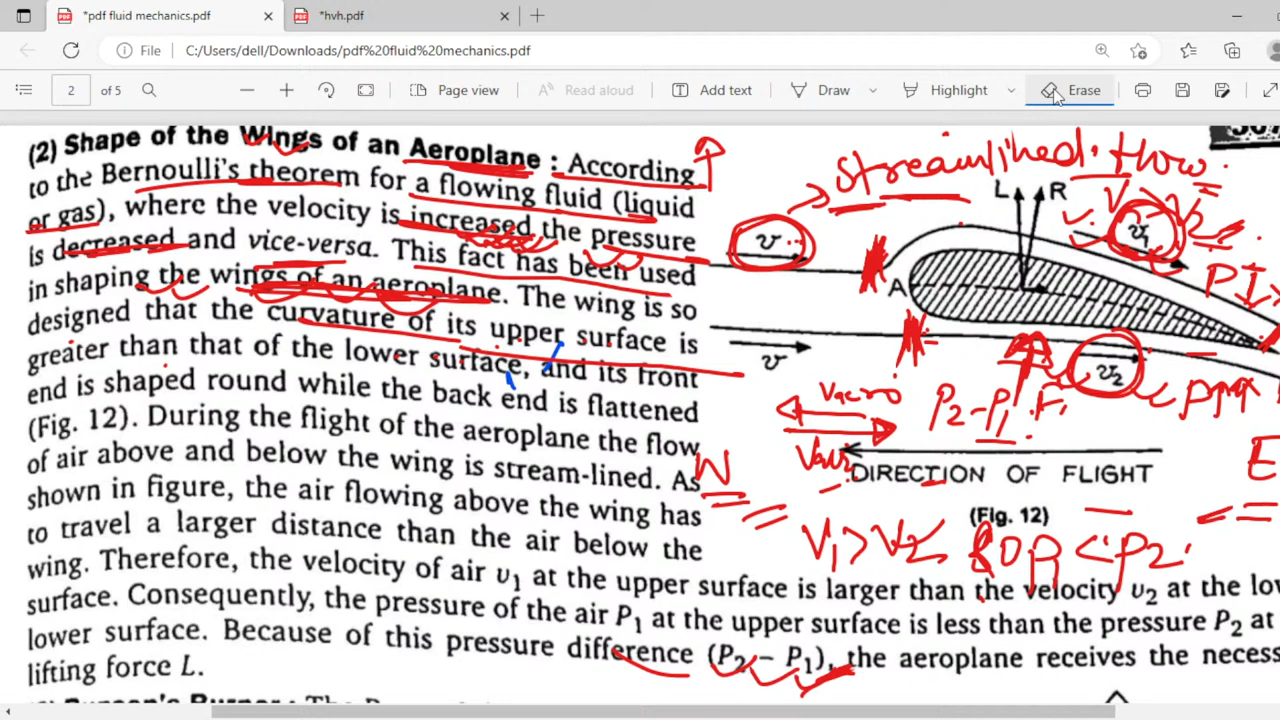 *pdf fluid mechanics.pdf
*hvh.pdf
File
C:/Users/dell/Downloads/pdf%20fluid%20mechanics.pdf
2 of 5
Page view
Read aloud
Add text
Draw
Highlight
Erase
(2) Shape of the Wings of an Aeroplane : According
to the Bernoulli's theorem for a flowing fluid (liquid
or gas), where the velocity is increased the pressure
is decreased and vice-versa. This fact has been used
in shaping the wings of an aeroplane. The wing is so
designed that the curvature of its upper surface is
greater than that of the lower surface, and its front
end is shaped round while the back end is flattened
(Fig. 12). During the flight of the aeroplane the flow
of air above and below the wing is stream-lined. As
shown in figure, the air flowing above the wing has
to travel a larger distance than the air below the
wing. Therefore, the velocity of air υ1 at the upper surface is larger than the velocity υ2 at the
surface. Consequently, the pressure of the air P1 at the upper surface is less than the pressure P2 at
lower surface. Because of this pressure difference (P2 – P1), the aeroplane receives the
lifting force L.
streamlined flow
L R
υ
υ1
A
υ
υ2
P2 - P1
W
E
DIRECTION OF FLIGHT
(Fig. 12)
V1 > V2 so P1 < P2